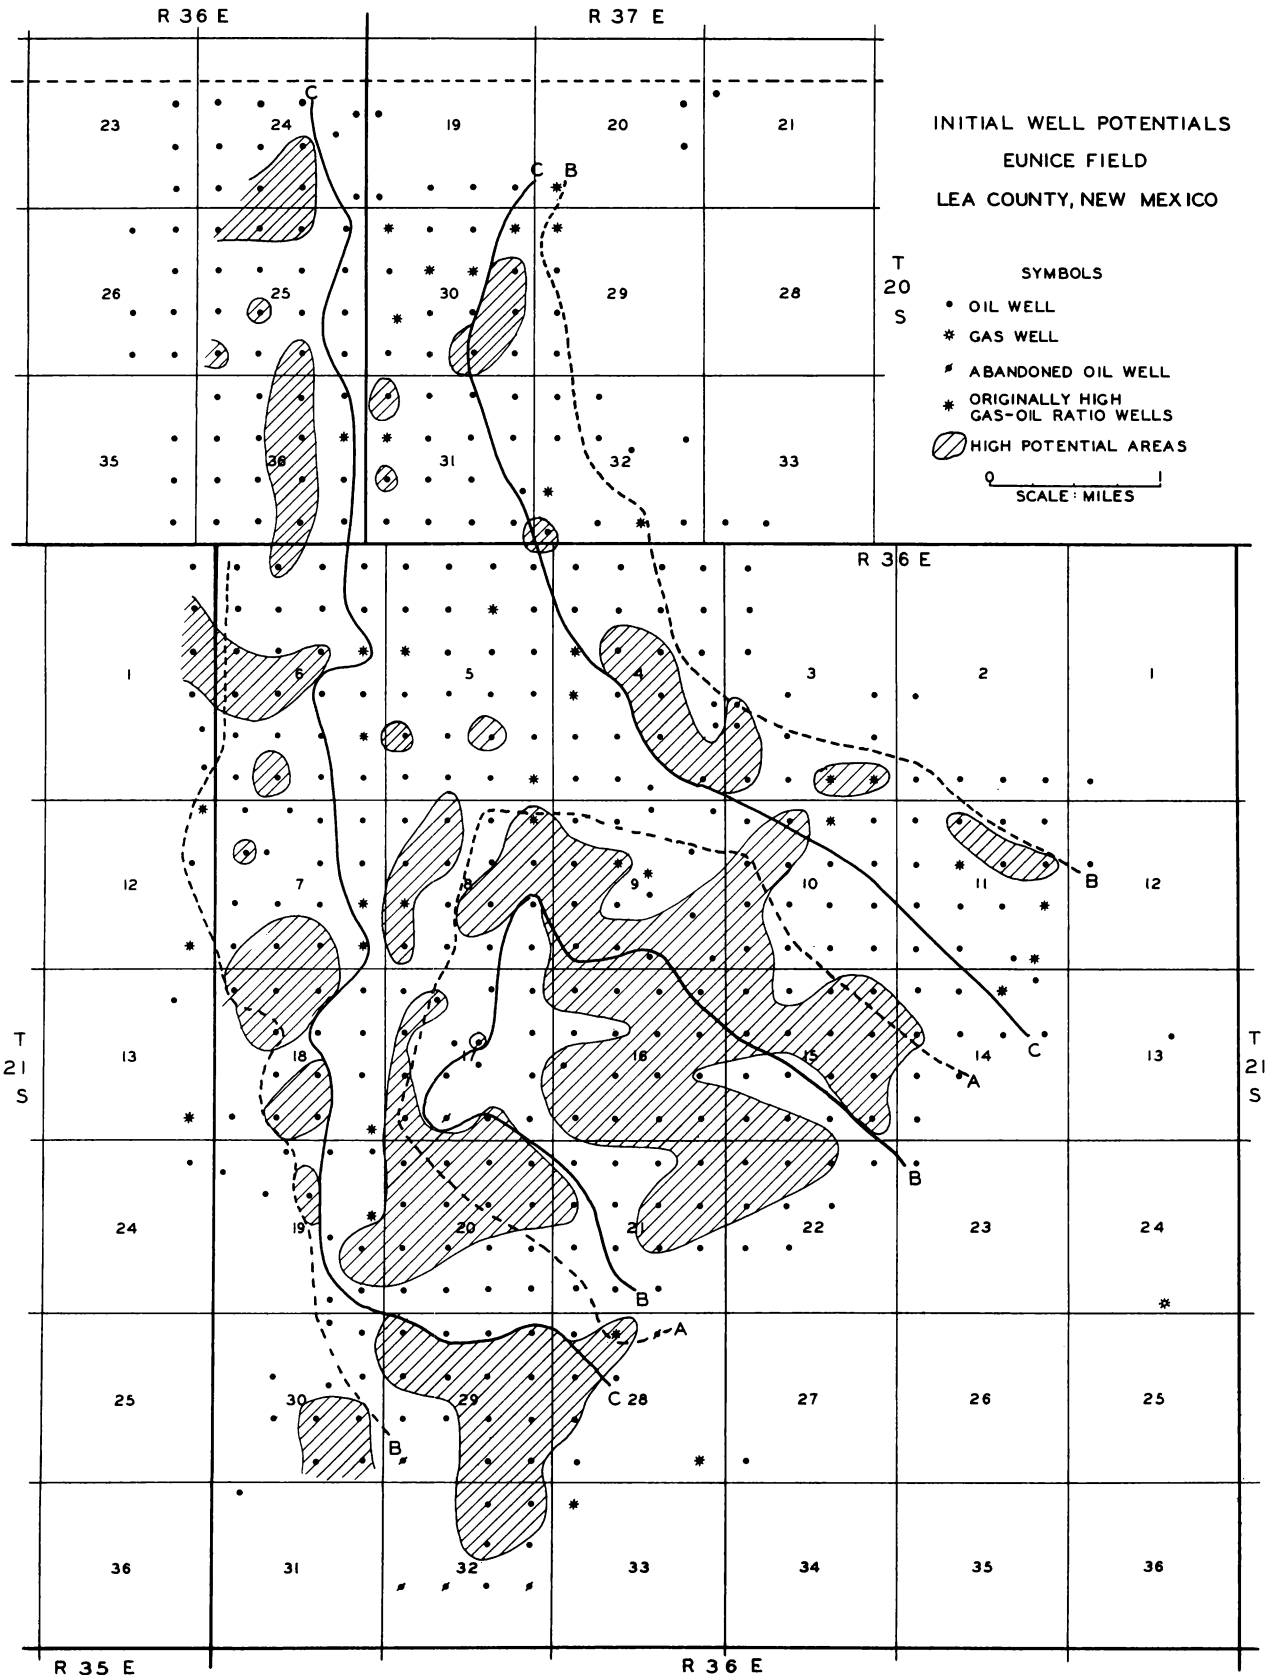 R 36 E
R 37 E
C
23
24
19
20
21
INITIAL WELL POTENTIALS
EUNICE FIELD
LEA COUNTY, NEW MEXICO
C
B
T
20
S
26
25
30
29
28
SYMBOLS
OIL WELL
GAS WELL
ABANDONED OIL WELL
ORIGINALLY HIGH
GAS-OIL RATIO WELLS
HIGH POTENTIAL AREAS
0
1
SCALE: MILES
35
36
31
32
33
R 36 E
1
6
5
4
3
2
1
12
7
8
9
10
11
B
12
T
21
S
13
18
17
16
15
14
C
13
A
T
21
S
B
24
19
20
21
22
23
24
B
A
25
30
29
C
28
27
26
25
B
36
31
32
33
34
35
36
R 35 E
R 36 E